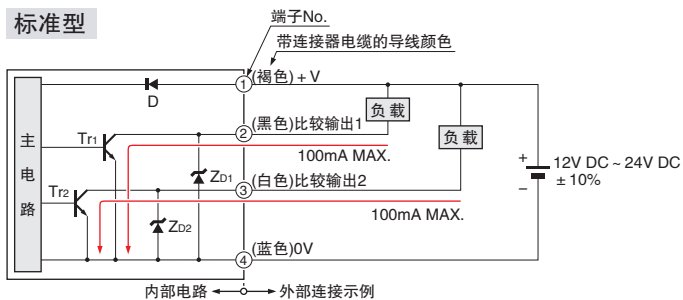 标准型
端子No.
带连接器电缆的导线颜色
① (褐色) + V
D
负载
② (黑色)比较输出1
负载
主电路
Tr1
100mA MAX.
ZD1
+ 12V DC ~ 24V DC
− ± 10%
③ (白色)比较输出2
Tr2
100mA MAX.
ZD2
④ (蓝色)0V
内部电路 外部连接示例